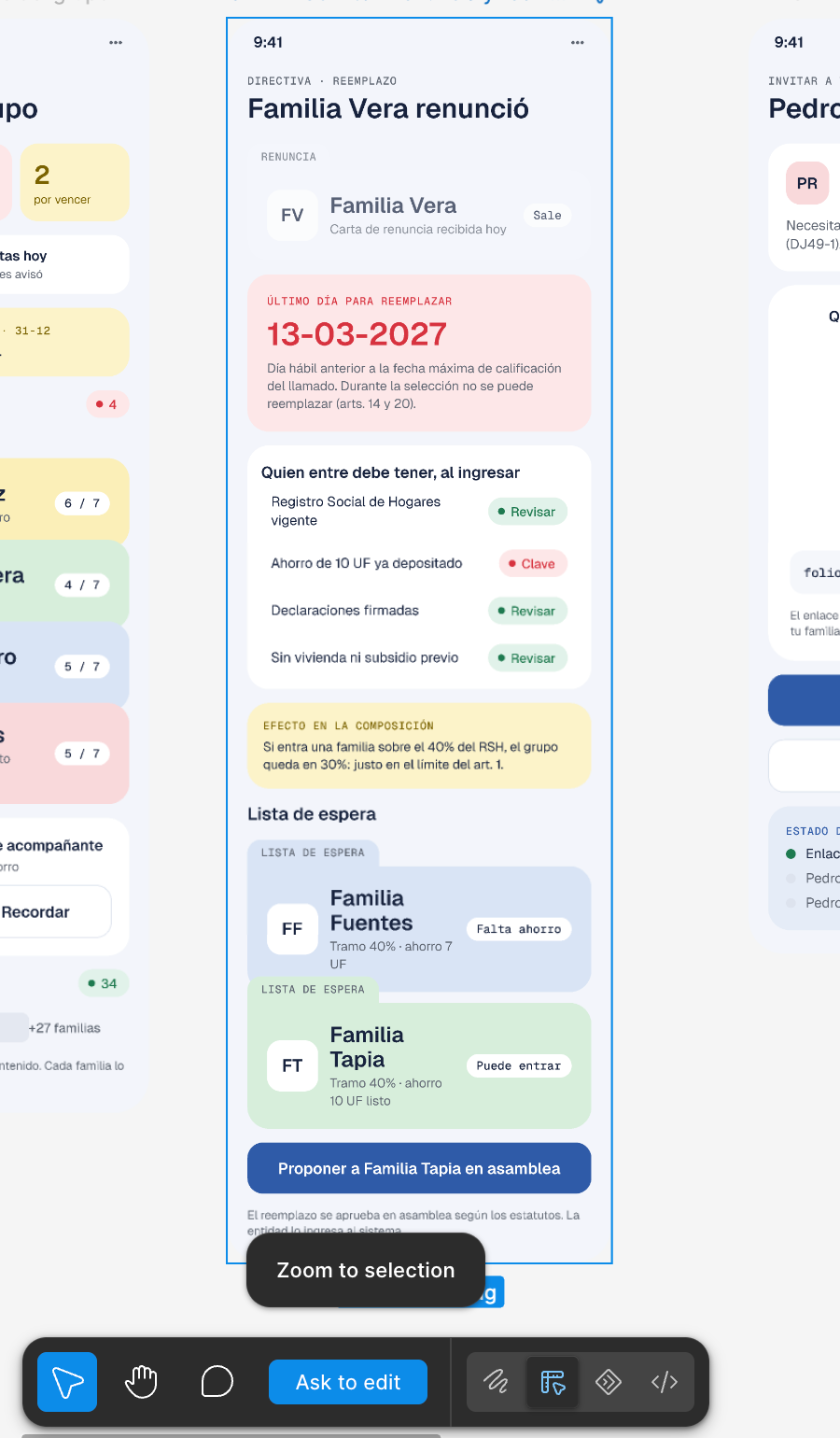 9:41
DIRECTIVA · REEMPLAZO
Familia Vera renunció
RENUNCIA
FV
Familia Vera
Carta de renuncia recibida hoy
Sale
ÚLTIMO DÍA PARA REEMPLAZAR
13-03-2027
Día hábil anterior a la fecha máxima de calificación
del llamado. Durante la selección no se puede
reemplazar (arts. 14 y 20).
Quien entre debe tener, al ingresar
Registro Social de Hogares
vigente
Revisar
Ahorro de 10 UF ya depositado
Clave
Declaraciones firmadas
Revisar
Sin vivienda ni subsidio previo
Revisar
EFECTO EN LA COMPOSICIÓN
Si entra una familia sobre el 40% del RSH, el grupo
queda en 30%: justo en el límite del art. 1.
Lista de espera
LISTA DE ESPERA
FF
Familia
Fuentes
Tramo 40% · ahorro 7
UF
Falta ahorro
LISTA DE ESPERA
FT
Familia
Tapia
Tramo 40% · ahorro
10 UF listo
Puede entrar
Proponer a Familia Tapia en asamblea
El reemplazo se aprueba en asamblea según los estatutos. La
entidad lo ingresa al sistema.
2
por vencer
tas hoy
es avisó
· 31-12
4
6 / 7
4 / 7
5 / 7
5 / 7
acompañante
Recordar
34
+27 familias
Cada familia lo
9:41
INVITAR A
PR
Necesita
(DJ49-1)
folio
El enlace
tu familia
ESTADO
Enlac
Pedro
Pedro
Zoom to selection
Ask to edit